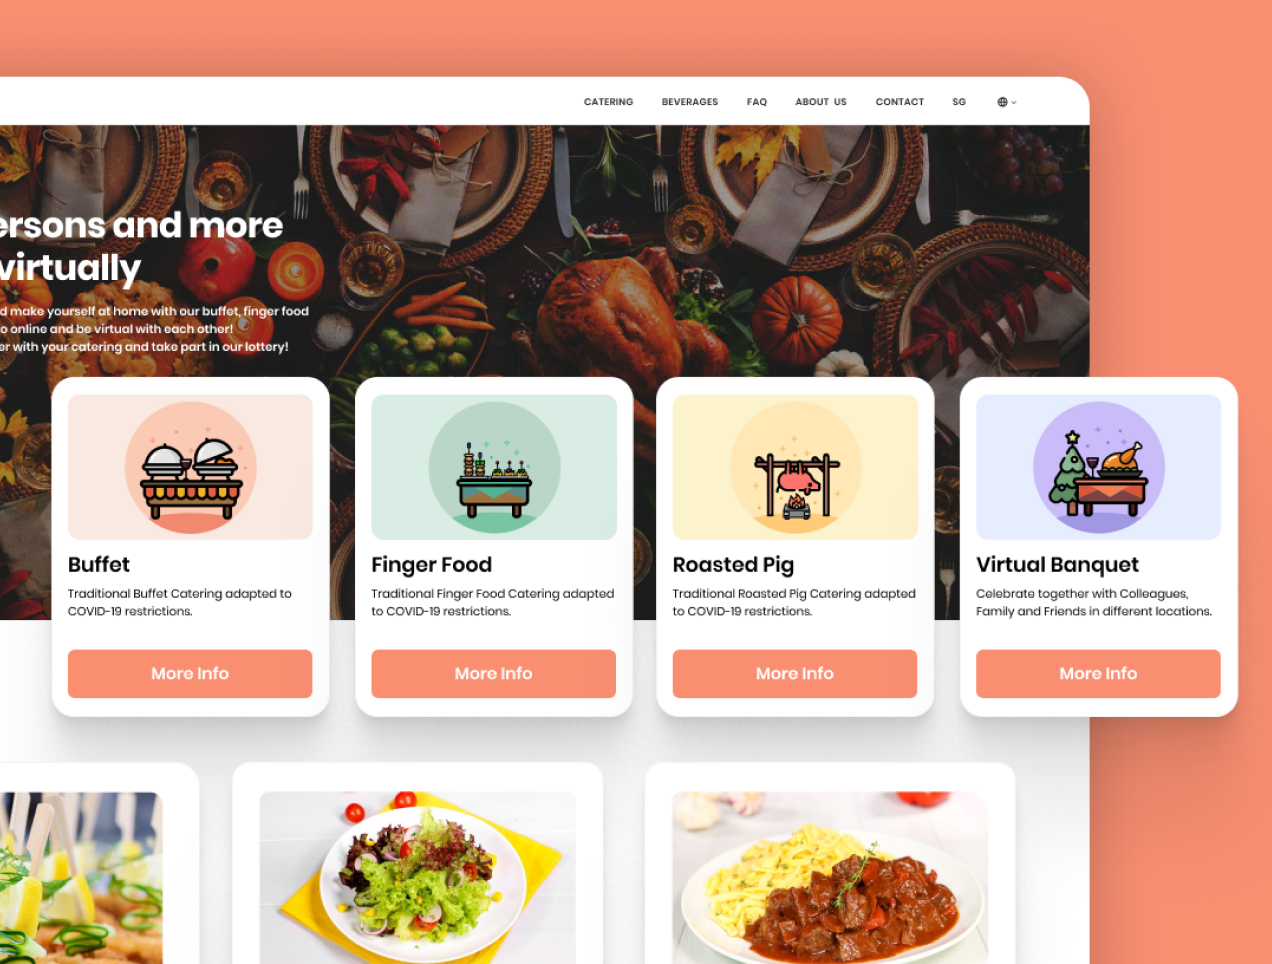 CATERING BEVERAGES FAQ ABOUT US CONTACT SG
ersons and more
virtually
d make yourself at home with our buffet, finger food
o online and be virtual with each other!
er with your catering and take part in our lottery!
Buffet
Traditional Buffet Catering adapted to
COVID-19 restrictions.
More Info
Finger Food
Traditional Finger Food Catering adapted
to COVID-19 restrictions.
More Info
Roasted Pig
Traditional Roasted Pig Catering adapted
to COVID-19 restrictions.
More Info
Virtual Banquet
Celebrate together with Colleagues,
Family and Friends in different locations.
More Info